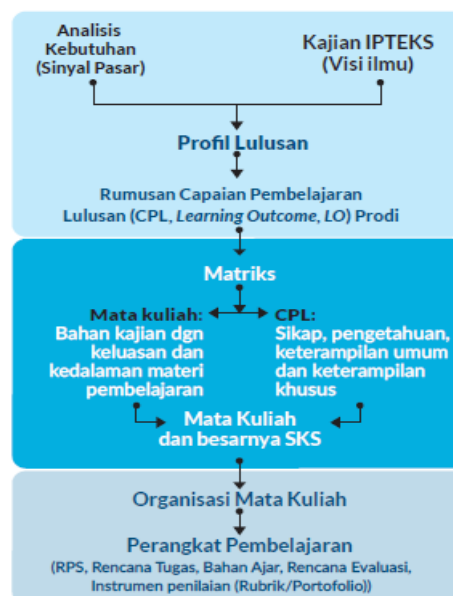 Analisis
Kebutuhan
(Sinyal Pasar)
Kajian IPTEKS
(Visi ilmu)
Profil Lulusan
Rumusan Capaian Pembelajaran
Lulusan (CPL, Learning Outcome, LO) Prodi
Matriks
Mata kuliah:
Bahan kajian dgn
keluasan dan
kedalaman materi
pembelajaran
CPL:
Sikap, pengetahuan,
keterampilan umum
dan keterampilan
khusus
Mata Kuliah
dan besarnya SKS
Organisasi Mata Kuliah
Perangkat Pembelajaran
(RPS, Rencana Tugas, Bahan Ajar, Rencana Evaluasi,
Instrumen penilaian (Rubrik/Portofolio))